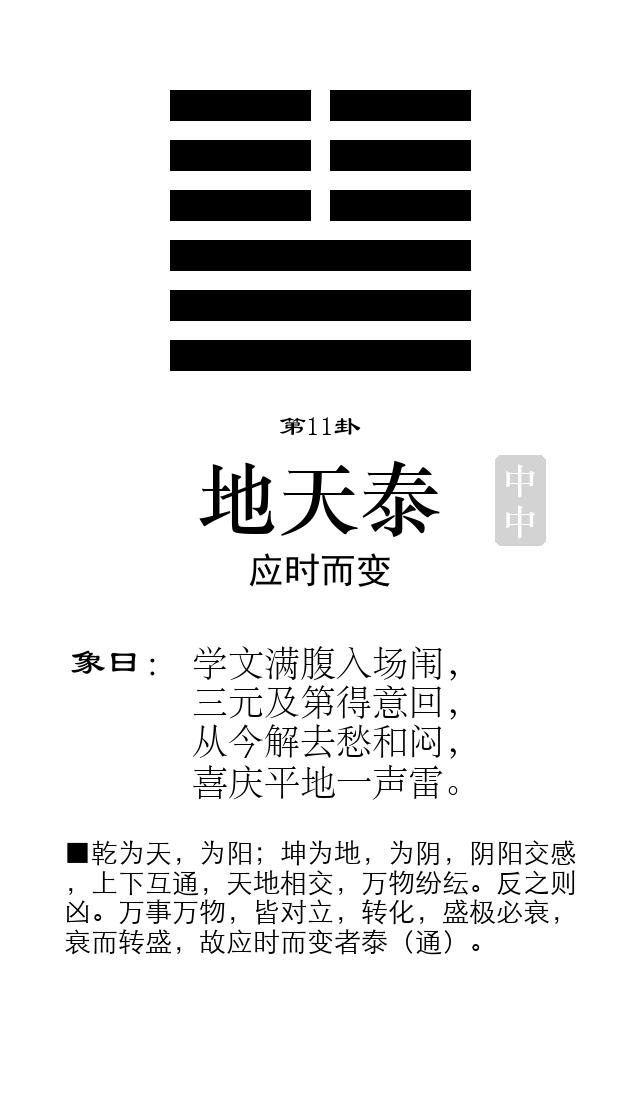 第11卦
地天泰
中中
应时而变
象曰：
学文满腹入场闱，
三元及第得意回，
从今解去愁和闷，
喜庆平地一声雷。
■乾为天，为阳；坤为地，为阴，阴阳交感
，上下互通，天地相交，万物纷纭。反之则
凶。万事万物，皆对立，转化，盛极必衰，
衰而转盛，故应时而变者泰（通）。